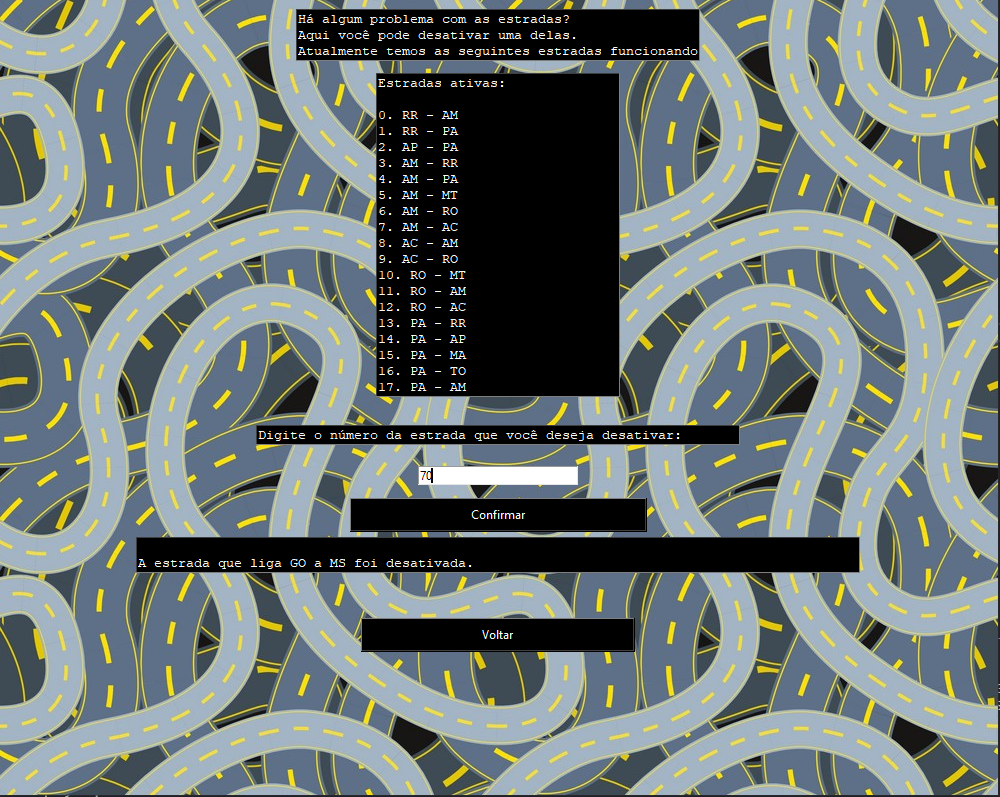 Há algum problema com as estradas?
Aqui você pode desativar uma delas.
Atualmente temos as seguintes estradas funcionando
Estradas ativas:
0. RR - AM
1. RR - PA
2. AP - PA
3. AM - RR
4. AM - PA
5. AM - MT
6. AM - RO
7. AM - AC
8. AC - AM
9. AC - RO
10. RO - MT
11. RO - AM
12. RO - AC
13. PA - RR
14. PA - AP
15. PA - MA
16. PA - TO
17. PA - AM
Digite o número da estrada que você deseja desativar:
70
Confirmar
A estrada que liga GO a MS foi desativada.
Voltar